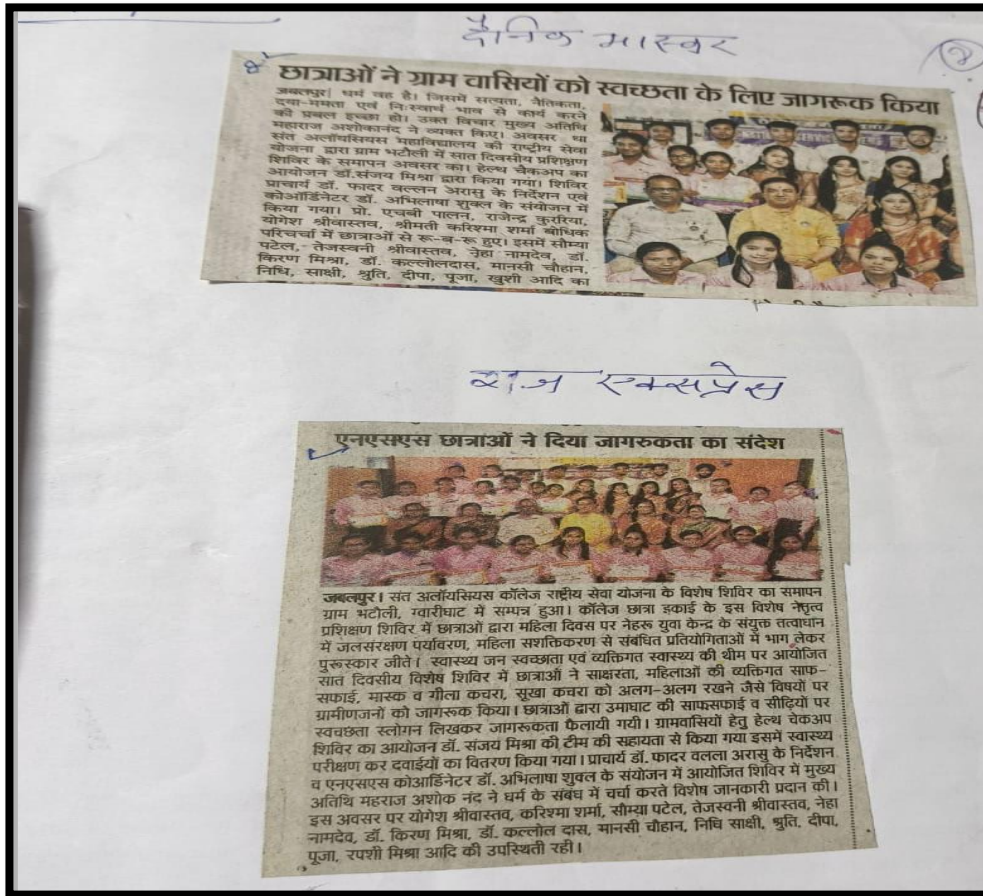 दैनिक भास्कर
छात्राओं ने ग्राम वासियों को स्वच्छता के लिए जागरूक किया
जबलपुर| धर्म वह है। जिसमें सत्यता, नैतिकता,
दया-ममता एवं निःस्वार्थ भाव से कार्य करने
की प्रबल इच्छा हो। उक्त विचार मुख्य अतिथि
महाराज अशोकानंद ने व्यक्त किए। अवसर था
संत अलॉयसियस महाविद्यालय की राष्ट्रीय सेवा
योजना द्वारा ग्राम भटौली में सात दिवसीय प्रशिक्षण
शिविर के समापन अवसर का। हेल्थ चैकअप का
आयोजन डॉ.संजय मिश्रा द्वारा किया गया। शिविर
प्राचार्य डॉ. फादर वल्लन अरासु के निर्देशन एवं
कोऑर्डिनेटर डॉ. अभिलाषा शुक्ल के संयोजन में
किया गया। प्रो. एचबी पालन, राजेन्द्र कुररिया,
योगेश श्रीवास्तव, श्रीमती करिश्मा शर्मा बोधिक
परिचर्चा में छात्राओं से रू-ब-रू हुए। इसमें सौम्या
पटेल, तेजस्वनी श्रीवास्तव, नेहा नामदेव, डॉ.
किरण मिश्रा, डॉ. कल्लोलदास, मानसी चौहान,
निधि, साक्षी, श्रुति, दीपा, पूजा, खुशी आदि का
राज एक्सप्रेस
एनएसएस छात्राओं ने दिया जागरुकता का संदेश
जबलपुर। संत अलॉयसियस कॉलेज राष्ट्रीय सेवा योजना के विशेष शिविर का समापन
ग्राम भटौली, ग्वारीघाट में सम्पन्न हुआ। कॉलेज छात्रा इकाई के इस विशेष नेतृत्व
प्रशिक्षण शिविर में छात्राओं द्वारा महिला दिवस पर नेहरू युवा केन्द्र के संयुक्त तत्वाधान
में जलसंरक्षण पर्यावरण, महिला सशक्तिकरण से संबंधित प्रतियोगिताओं में भाग लेकर
पुरूस्कार जीते। स्वास्थ्य जन स्वच्छता एवं व्यक्तिगत स्वास्थ्य की थीम पर आयोजित
सात दिवसीय विशेष शिविर में छात्राओं ने साक्षरता, महिलाओं की व्यक्तिगत साफ-
सफाई, मास्क व गीला कचरा, सूखा कचरा को अलग-अलग रखने जैसे विषयों पर
ग्रामीणजनों को जागरूक किया। छात्राओं द्वारा उमाघाट की साफसफाई व सीढ़ियों पर
स्वचछता स्लोगन लिखकर जागरूकता फैलायी गयी। ग्रामवासियों हेतु हेल्थ चेकअप
शिविर का आयोजन डॉ. संजय मिश्रा की टीम की सहायता से किया गया इसमें स्वास्थ्य
परीक्षण कर दवाईयों का वितरण किया गया। प्राचार्य डॉ. फादर वलला अरासु के निर्देशन
व एनएसएस कोआर्डिनेटर डॉ. अभिलाषा शुक्ल के संयोजन में आयोजित शिविर में मुख्य
अतिथि महराज अशोक नंद ने धर्म के संबंध में चर्चा करते विशेष जानकारी प्रदान की।
इस अवसर पर योगेश श्रीवास्तव, करिश्मा शर्मा, सौम्या पटेल, तेजस्वनी श्रीवास्तव, नेहा
नामदेव, डॉ. किरण मिश्रा, डॉ. कल्लोल दास, मानसी चौहान, निधि साक्षी, श्रुति, दीपा,
पूजा, रपशी मिश्रा आदि की उपस्थिती रही।